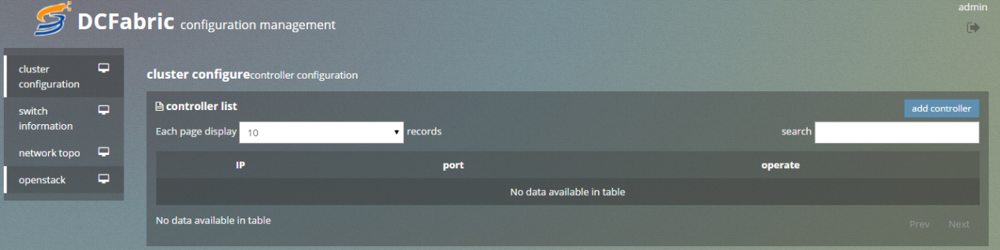 admin
DCFabric configuration management
cluster
configuration
switch
information
network topo
openstack
cluster configurecontroller configuration
controller list
add controller
Each page display 10 records
search
IP port operate
No data available in table
No data available in table
Prev Next